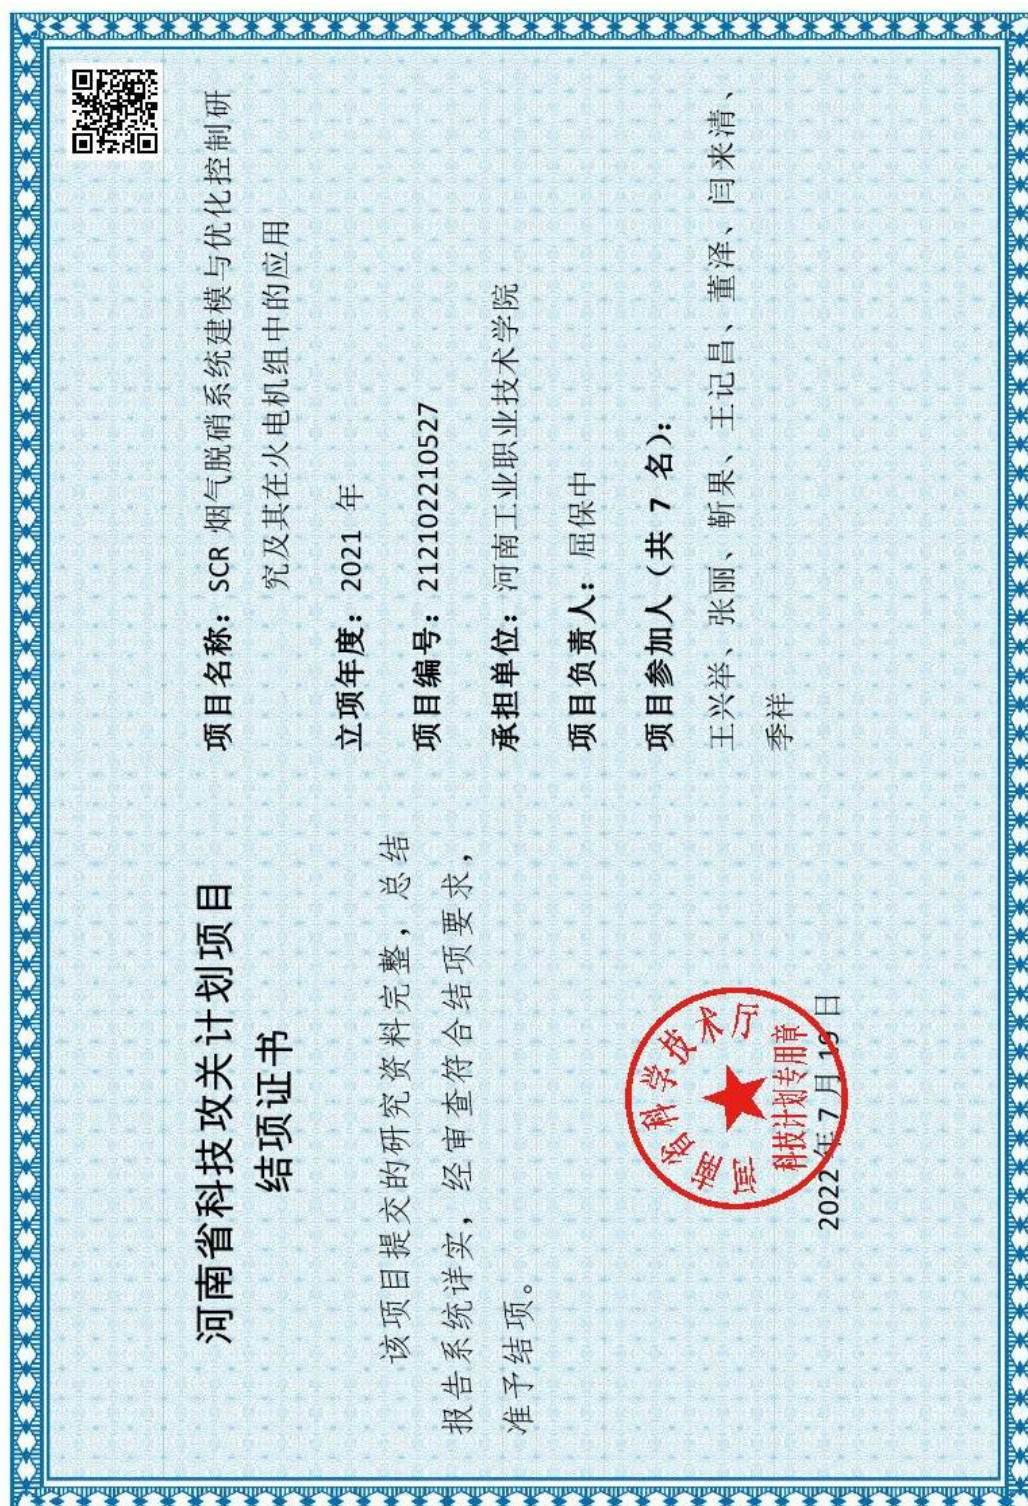 河南省科技攻关计划项目
结项证书
该项目提交的研究资料完整，总结
报告系统详实，经审查符合结项要求，
准予结项。
河南省科学技术厅
科技计划专用章
2022 年 7 月 19 日
项目名称：SCR 烟气脱硝系统建模与优化控制研
究及其在火电机组中的应用
立项年度：2021 年
项目编号：212102210527
承担单位：河南工业职业技术学院
项目负责人：屈保中
项目参加人（共 7 名）：
王兴举、张丽、靳果、王记昌、董泽、闫来清、
季祥